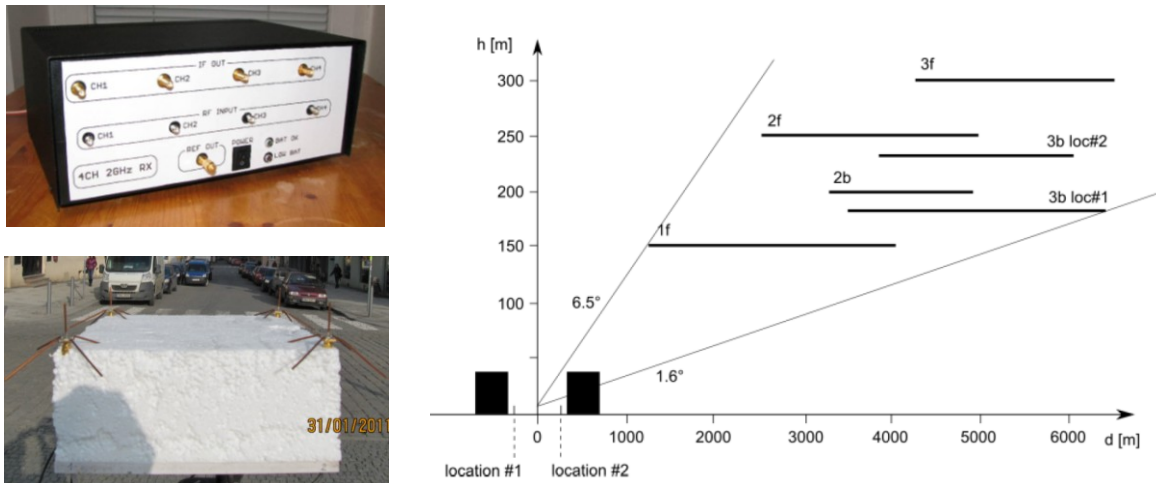 IF OUT
CH1 CH2 CH3 CH4
RF INPUT
CH1 CH2 CH3 CH4
REF OUT POWER BAT OK
LOW BAT
4CH 2GHz RX
31/01/2011
h [m]
300
250
200
150
100
3f
2f
3b loc#2
2b
3b loc#1
1f
6.5°
1.6°
0 1000 2000 3000 4000 5000 6000 d [m]
location #1 location #2